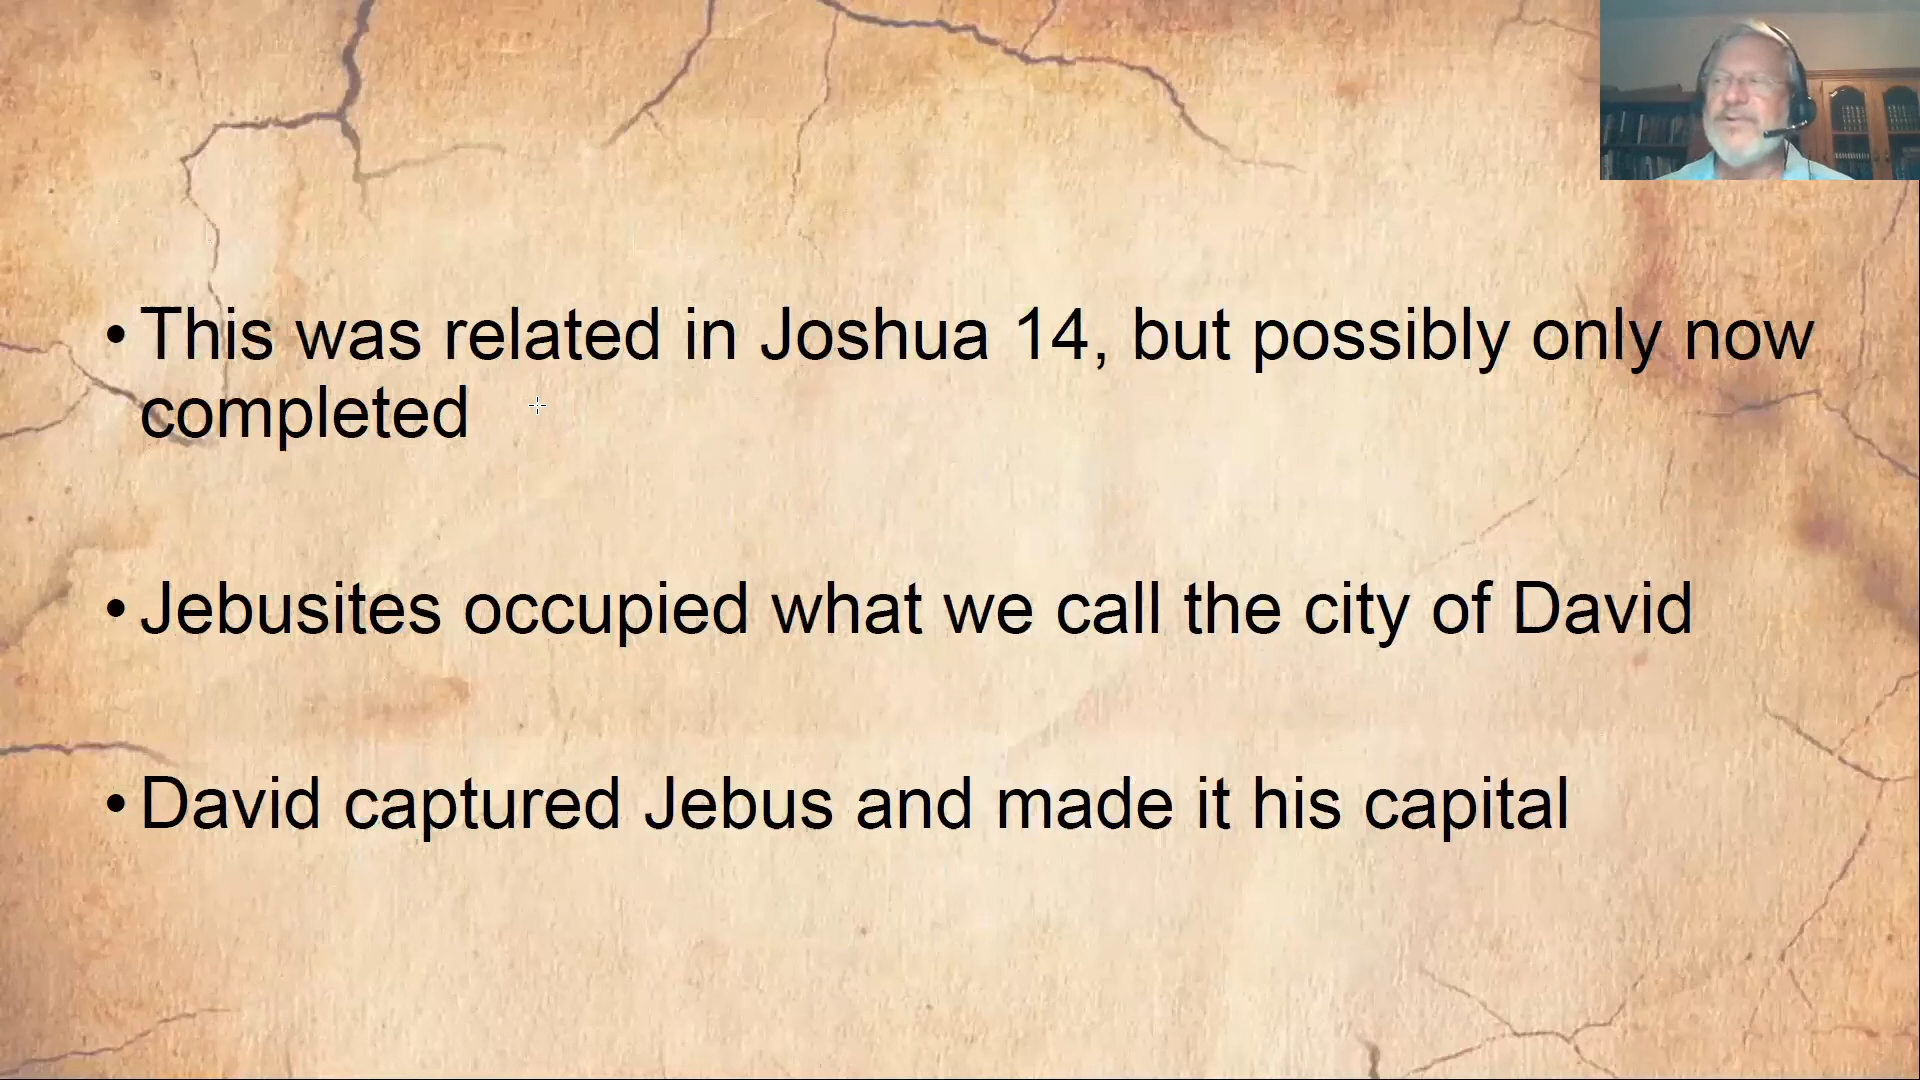 • This was related in Joshua 14, but possibly only now
completed
• Jebusites occupied what we call the city of David
• David captured Jebus and made it his capital